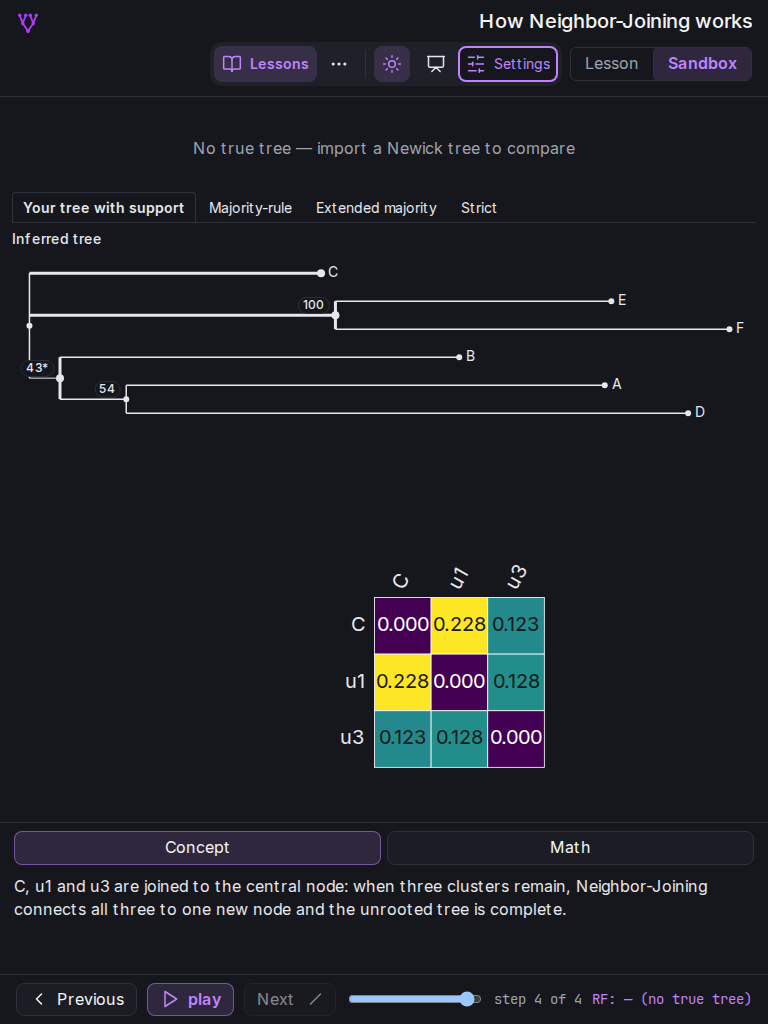 How Neighbor-Joining works
Lessons
Settings
Lesson
Sandbox
No true tree — import a Newick tree to compare
Your tree with support
Majority-rule
Extended majority
Strict
Inferred tree
C
100
E
F
43*
B
54
A
D
C u1 u3
C 0.000 0.228 0.123
u1 0.228 0.000 0.128
u3 0.123 0.128 0.000
Concept
Math
C, u1 and u3 are joined to the central node: when three clusters remain, Neighbor-Joining
connects all three to one new node and the unrooted tree is complete.
Previous
play
Next
step 4 of 4
RF: — (no true tree)